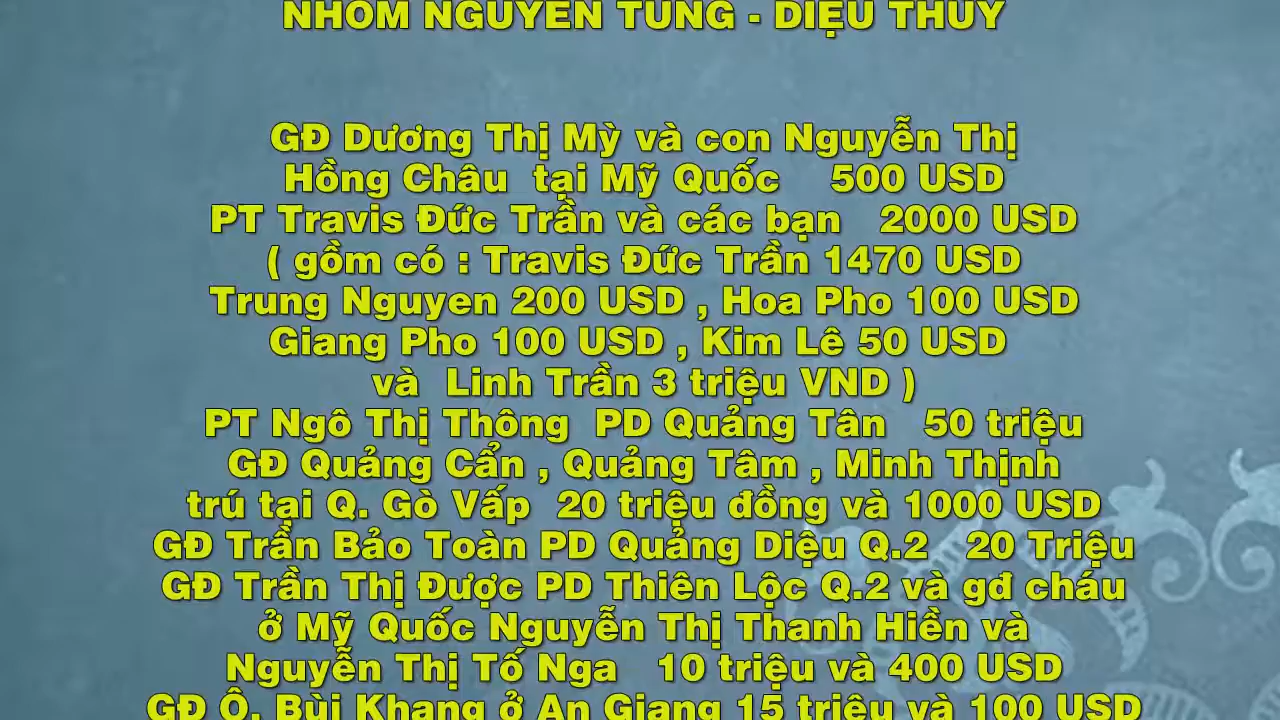 NHÓM NGUYÊN TÙNG - DIỆU THÚY
GĐ Dương Thị Mỳ và con Nguyễn Thị
Hồng Châu tại Mỹ Quốc 500 USD
PT Travis Đức Trần và các bạn 2000 USD
( gồm có : Travis Đức Trần 1470 USD
Trung Nguyen 200 USD , Hoa Pho 100 USD
Giang Pho 100 USD , Kim Lê 50 USD
và Linh Trần 3 triệu VND )
PT Ngô Thị Thông PD Quảng Tân 50 triệu
GĐ Quảng Cẩn , Quảng Tâm , Minh Thịnh
trú tại Q. Gò Vấp 20 triệu đồng và 1000 USD
GĐ Trần Bảo Toàn PD Quảng Diệu Q.2 20 Triệu
GĐ Trần Thị Được PD Thiên Lộc Q.2 và gđ cháu
ở Mỹ Quốc Nguyễn Thị Thanh Hiền và
Nguyễn Thị Tố Nga 10 triệu và 400 USD
GĐ Ô. Bùi Khang ở An Giang 15 triệu và 100 USD